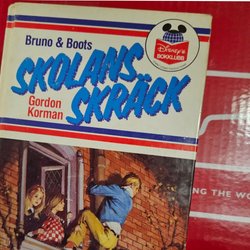 Bruno & Boots
SKOLANS
SKRÄCK
Gordon
Korman
Disney's
BOKKLUBB
NG THE WO